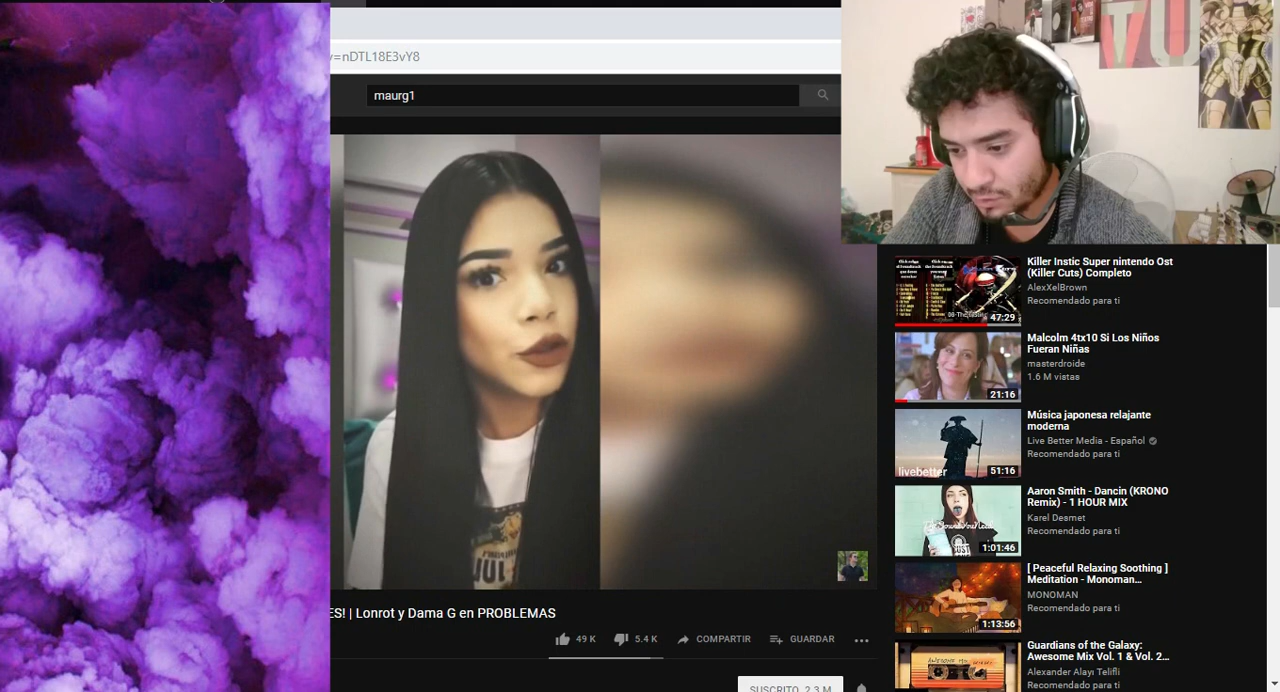 v=nDTL18E3vY8
maurg1
TU
ES! | Lonrot y Dama G en PROBLEMAS
49 K
5.4 K
COMPARTIR
GUARDAR
SUSCRITO 2.3 M
47:29
Killer Instic Super nintendo Ost
(Killer Cuts) Completo
AlexXelBrown
Recomendado para ti
21:16
Malcolm 4tx10 Si Los Niños
Fueran Niñas
masterdroide
1.6 M vistas
livebetter
51:16
Música japonesa relajante
moderna
Live Better Media - Español
Recomendado para ti
1:01:46
Aaron Smith - Dancin (KRONO
Remix) - 1 HOUR MIX
Karel Desmet
Recomendado para ti
1:13:56
[ Peaceful Relaxing Soothing ]
Meditation - Monoman...
MONOMAN
Recomendado para ti
Guardians of the Galaxy:
Awesome Mix Vol. 1 & Vol. 2...
Alexander Alayı Telifli
Recomendado para ti